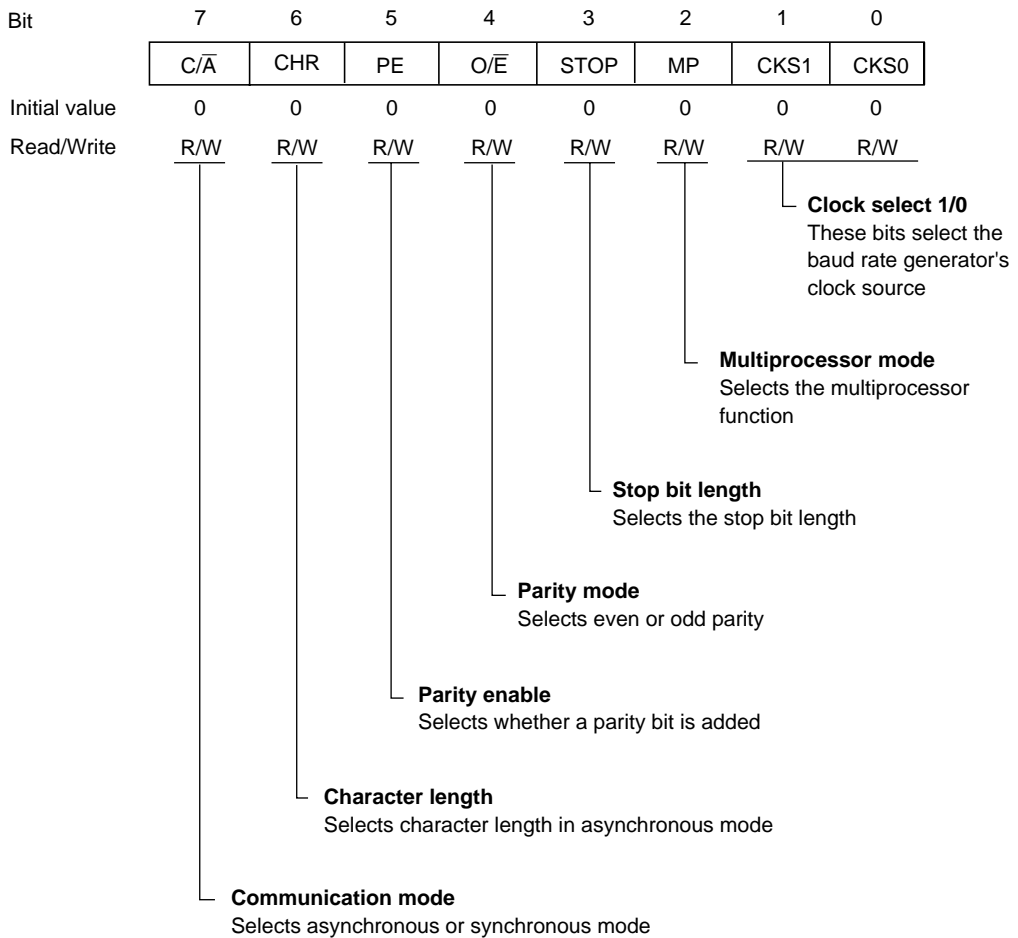 Bit 7 6 5 4 3 2 1 0
C/A̅ CHR PE O/E̅ STOP MP CKS1 CKS0
Initial value 0 0 0 0 0 0 0 0
Read/Write R/W R/W R/W R/W R/W R/W R/W R/W
Clock select 1/0
These bits select the
baud rate generator's
clock source
Multiprocessor mode
Selects the multiprocessor
function
Stop bit length
Selects the stop bit length
Parity mode
Selects even or odd parity
Parity enable
Selects whether a parity bit is added
Character length
Selects character length in asynchronous mode
Communication mode
Selects asynchronous or synchronous mode